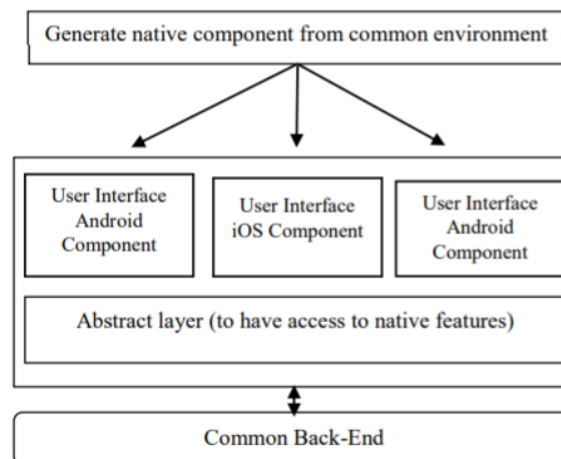 Generate native component from common environment
User Interface
Android
Component
User Interface
iOS Component
User Interface
Android
Component
Abstract layer (to have access to native features)
Common Back-End